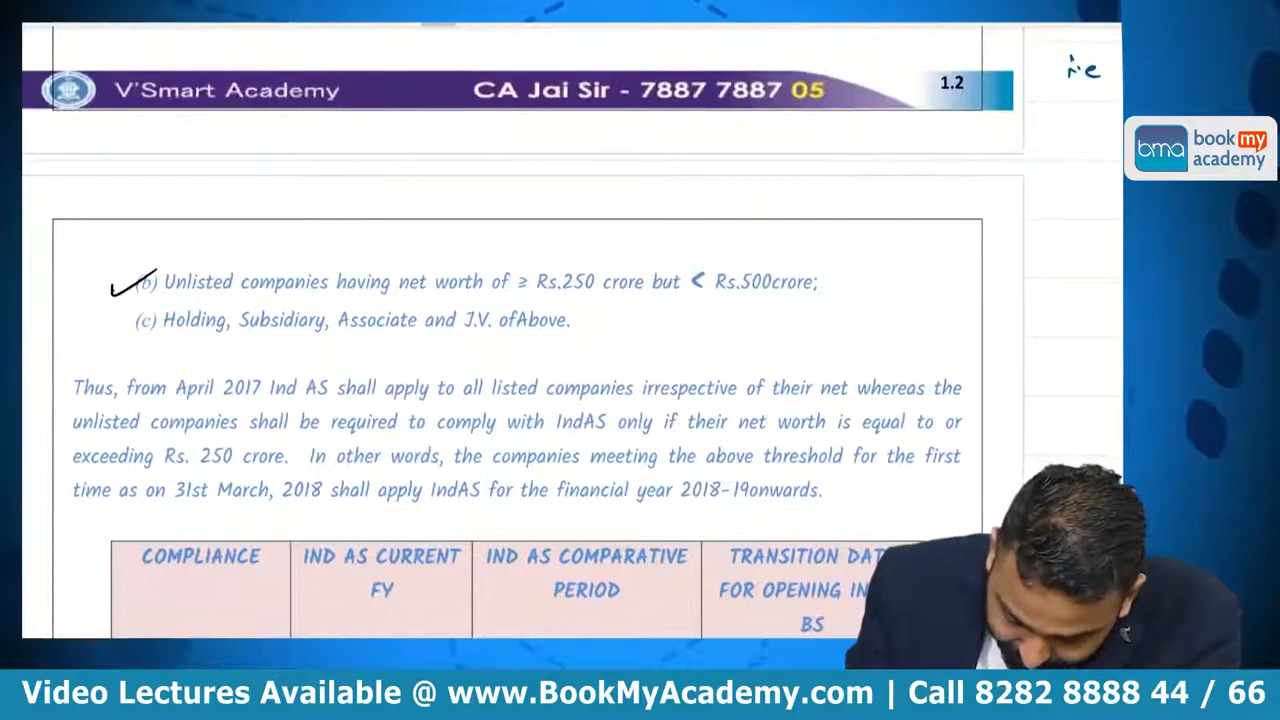 V'Smart Academy CA Jai Sir - 7887 7887 05 1.2
i.e
bma book my academy
(b) Unlisted companies having net worth of ≥ Rs.250 crore but < Rs.500crore;
(c) Holding, Subsidiary, Associate and J.V. ofAbove.
Thus, from April 2017 Ind AS shall apply to all listed companies irrespective of their net whereas the
unlisted companies shall be required to comply with IndAS only if their net worth is equal to or
exceeding Rs. 250 crore. In other words, the companies meeting the above threshold for the first
time as on 31st March, 2018 shall apply IndAS for the financial year 2018-19onwards.
COMPLIANCE IND AS CURRENT IND AS COMPARATIVE TRANSITION DAT
FY PERIOD FOR OPENING IN
BS
Video Lectures Available @ www.BookMyAcademy.com | Call 8282 8888 44 / 66